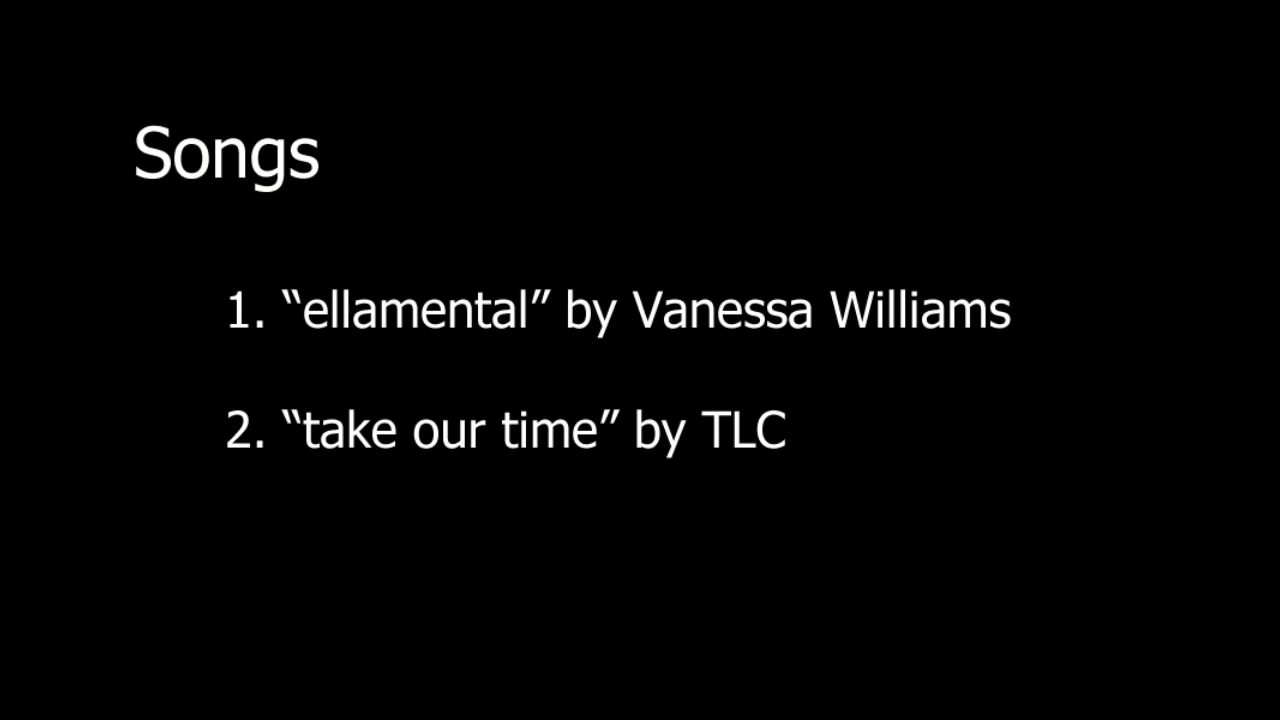 Songs
1. “ellamental” by Vanessa Williams
2. “take our time” by TLC